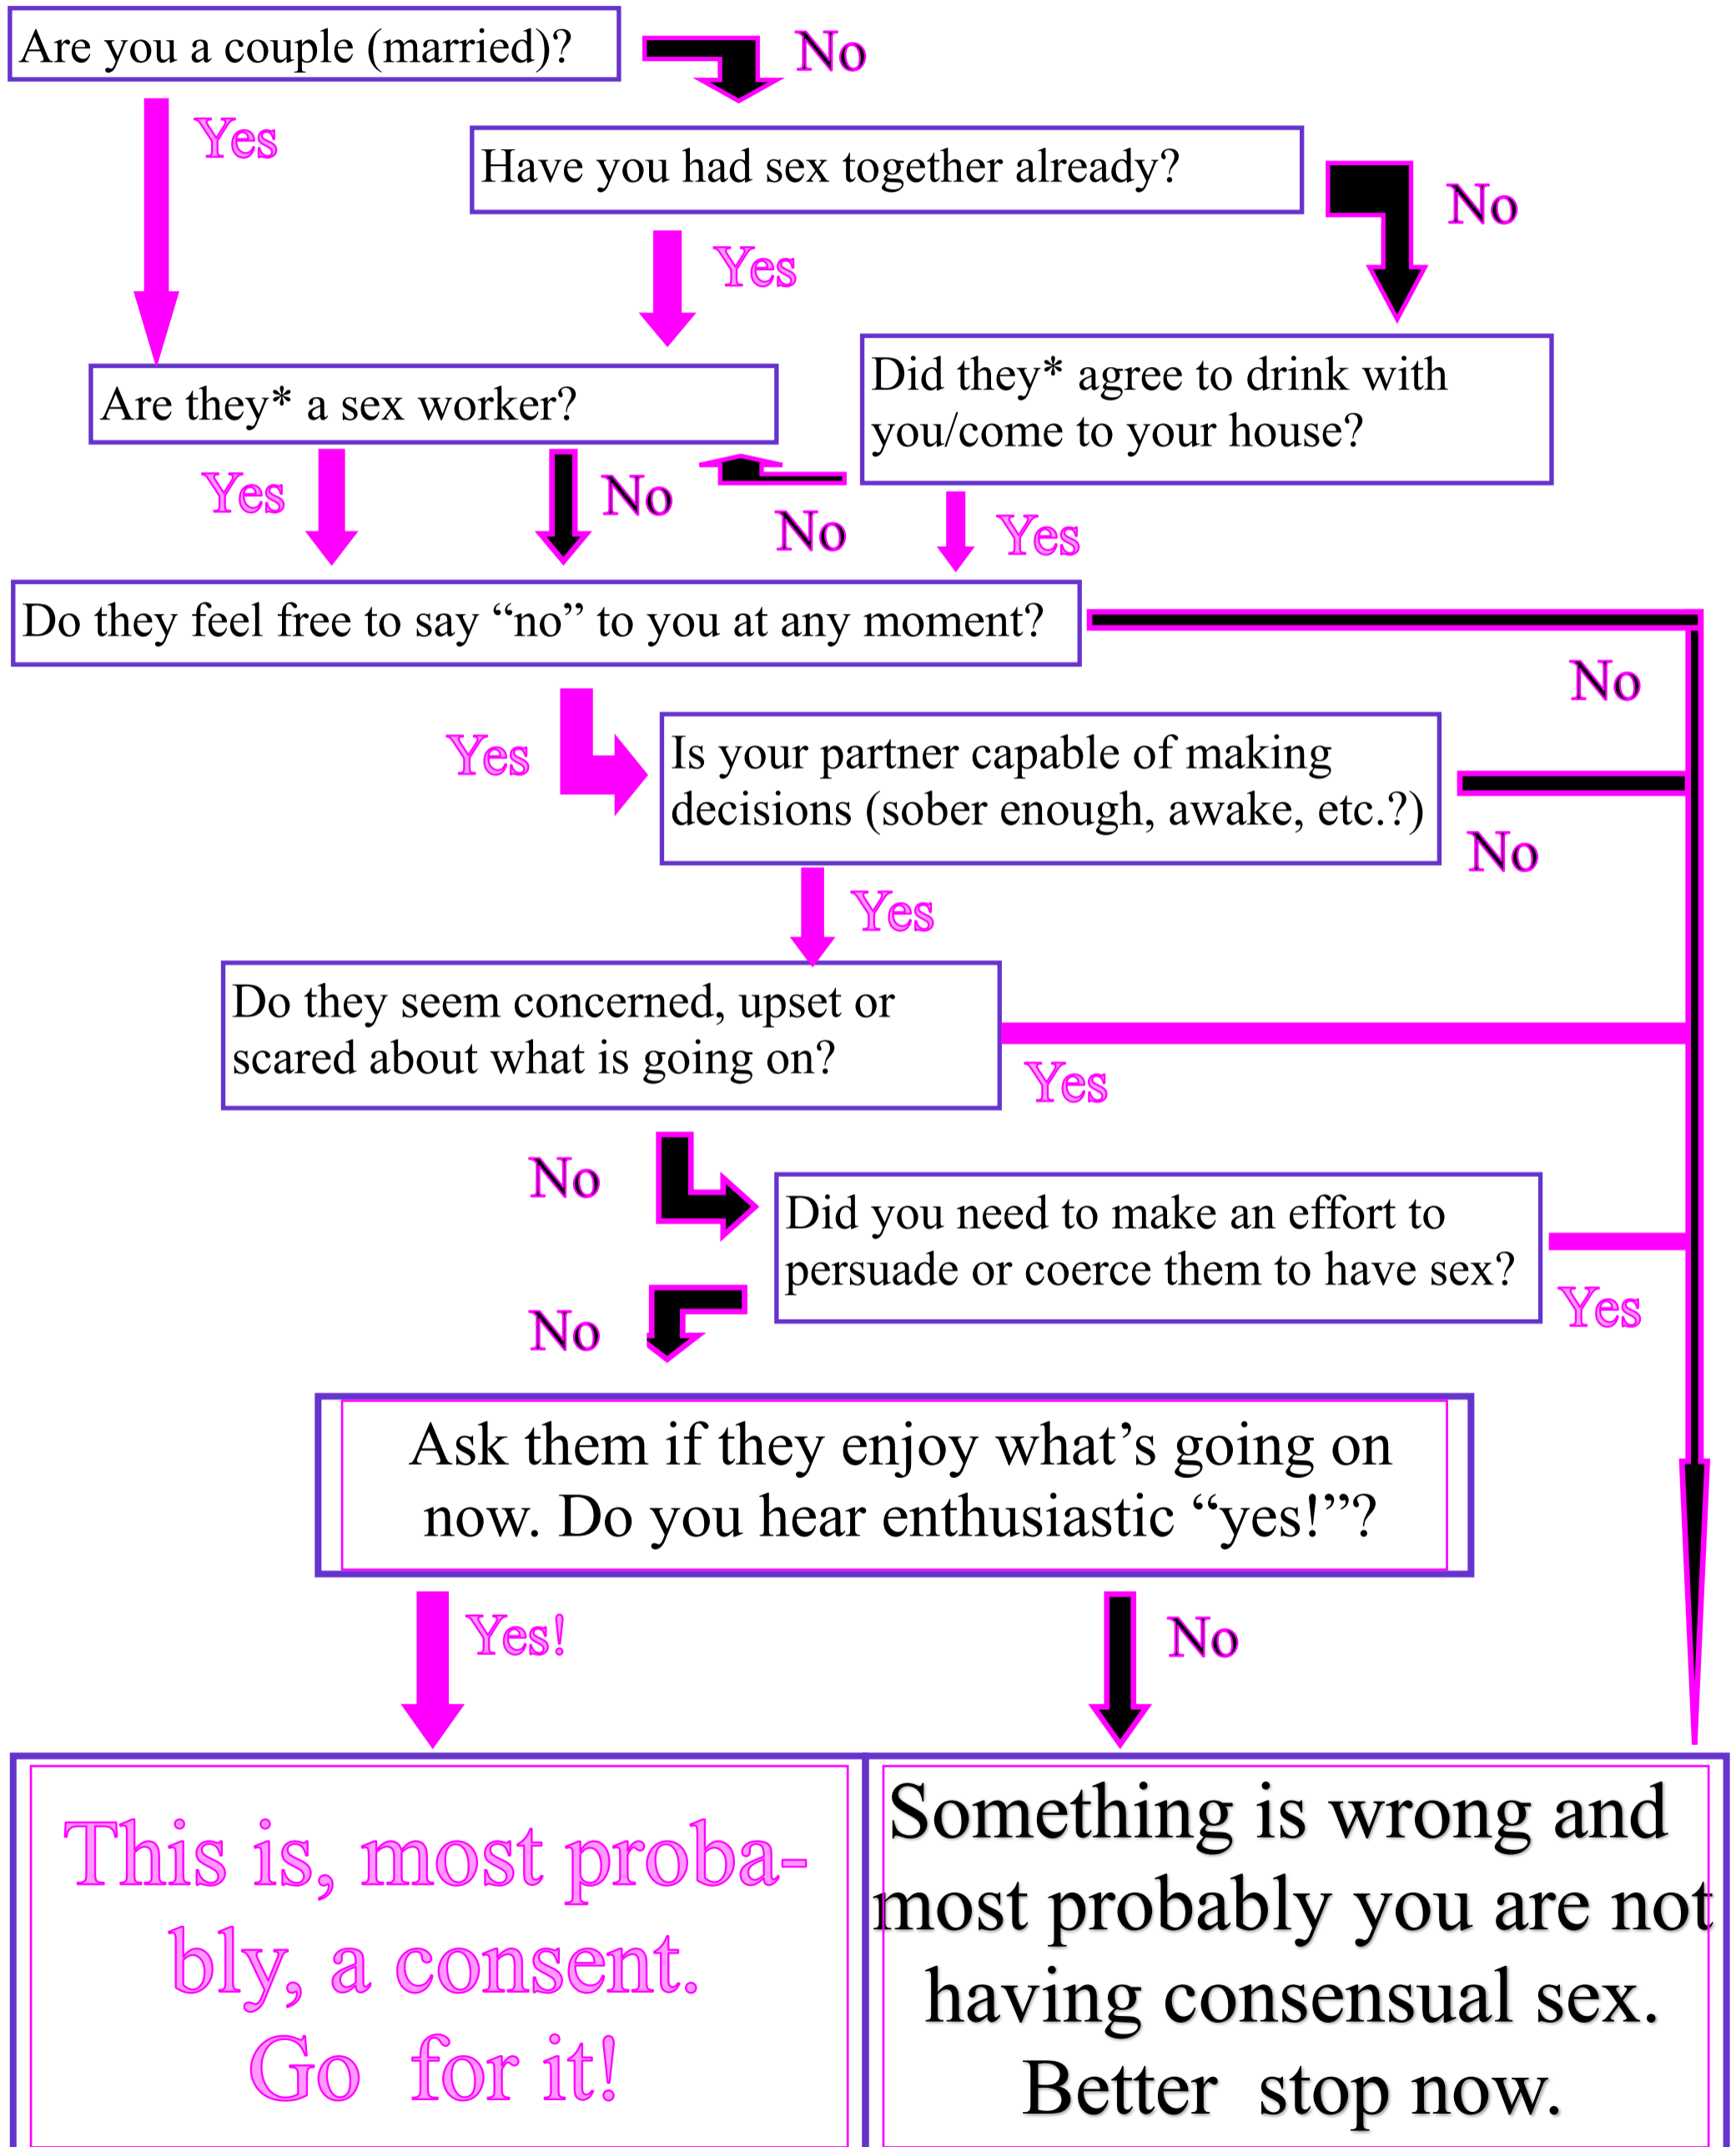 Are you a couple (married)?
No
Yes
Have you had sex together already?
No
Yes
Did they* agree to drink with
you/come to your house?
Are they* a sex worker?
Yes
No
No
Yes
Do they feel free to say “no” to you at any moment?
No
Yes
Is your partner capable of making
decisions (sober enough, awake, etc.?)
No
Yes
Do they seem concerned, upset or
scared about what is going on?
Yes
No
Did you need to make an effort to
persuade or coerce them to have sex?
Yes
No
Ask them if they enjoy what’s going on
now. Do you hear enthusiastic “yes!”?
Yes!
No
This is, most proba-
bly, a consent.
Go for it!
Something is wrong and
most probably you are not
having consensual sex.
Better stop now.